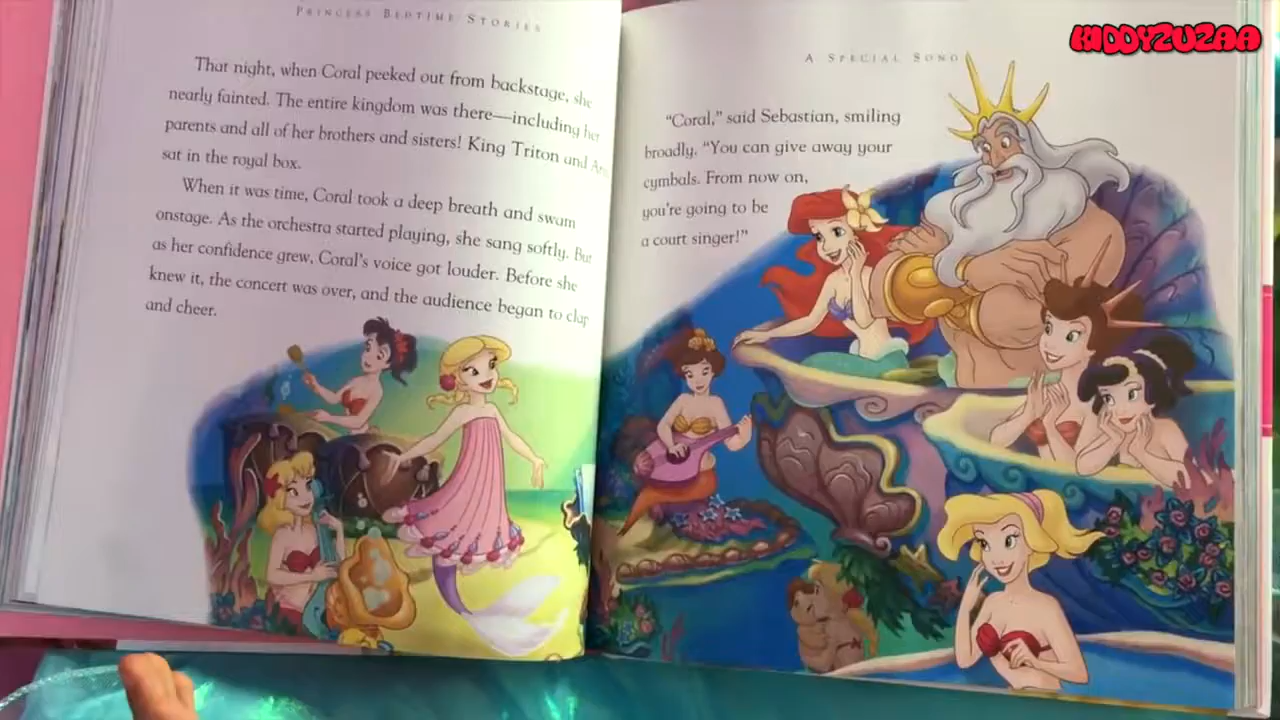 PRINCESS BEDTIME STORIES
That night, when Coral peeked out from backstage, she
nearly fainted. The entire kingdom was there—including her
parents and all of her brothers and sisters! King Triton and
sat in the royal box.
When it was time, Coral took a deep breath and swam
onstage. As the orchestra started playing, she sang softly. But
as her confidence grew, Coral's voice got louder. Before she
knew it, the concert was over, and the audience began to clap
and cheer.
A SPECIAL SONG
"Coral," said Sebastian, smiling
broadly. "You can give away your
cymbals. From now on,
you're going to be
a court singer!"
KIDDYZUZAA